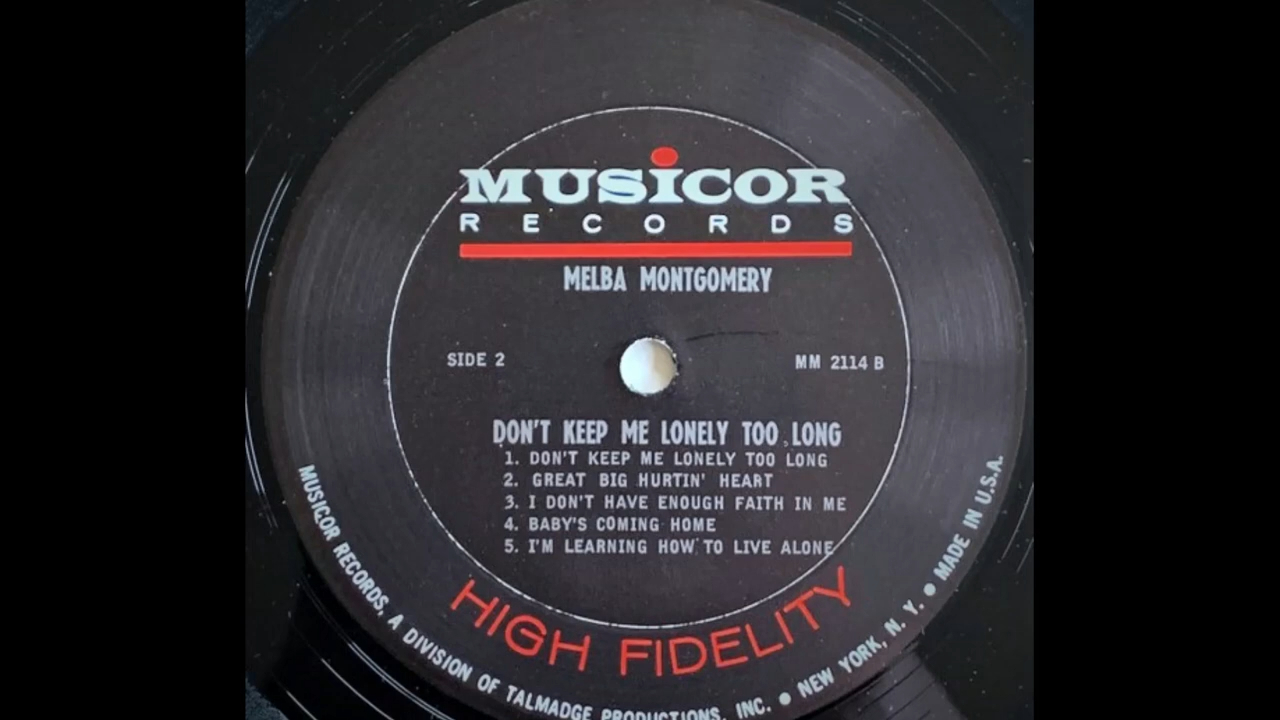 MUSiCOR
RECORDS
MELBA MONTGOMERY
SIDE 2
MM 2114 B
DON'T KEEP ME LONELY TOO LONG
1. DON'T KEEP ME LONELY TOO LONG
2. GREAT BIG HURTIN' HEART
3. I DON'T HAVE ENOUGH FAITH IN ME
4. BABY'S COMING HOME
5. I'M LEARNING HOW TO LIVE ALONE
HIGH FIDELITY
MUSICOR RECORDS, A DIVISION OF TALMADGE PRODUCTIONS, INC. ● NEW YORK, N. Y. ● MADE IN U.S.A.